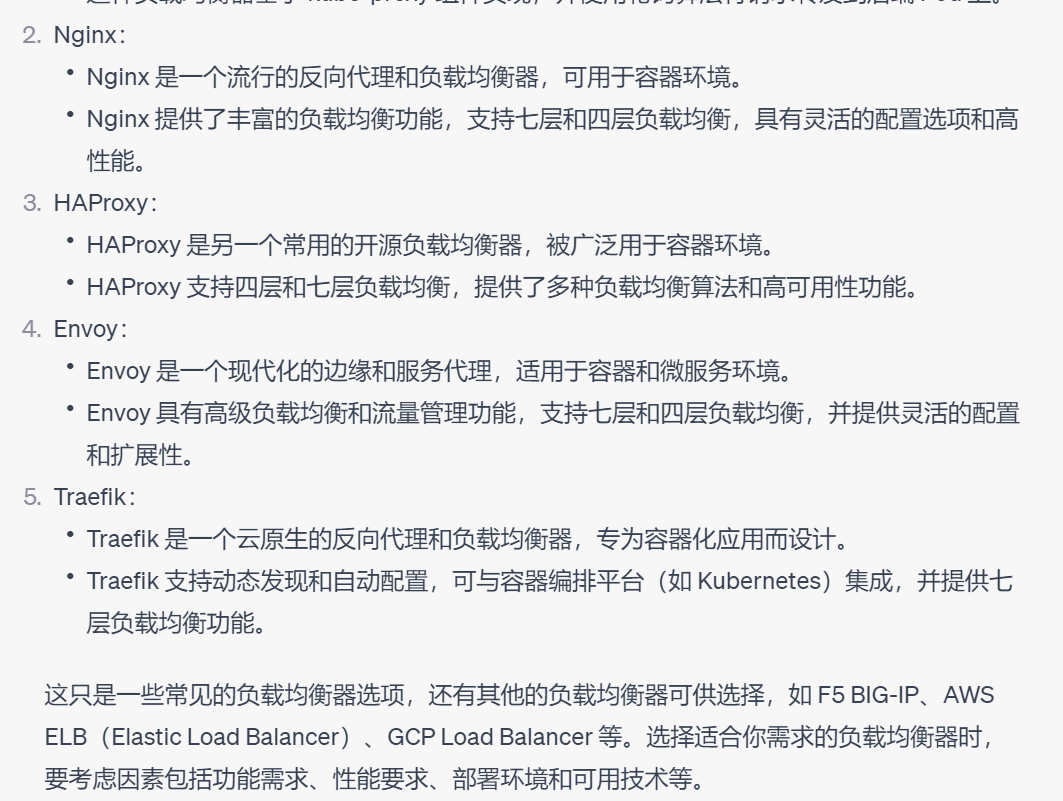 2. Nginx：
• Nginx 是一个流行的反向代理和负载均衡器，可用于容器环境。
• Nginx 提供了丰富的负载均衡功能，支持七层和四层负载均衡，具有灵活的配置选项和高
性能。
3. HAProxy：
• HAProxy 是另一个常用的开源负载均衡器，被广泛用于容器环境。
• HAProxy 支持四层和七层负载均衡，提供了多种负载均衡算法和高可用性功能。
4. Envoy：
• Envoy 是一个现代化的边缘和服务代理，适用于容器和微服务环境。
• Envoy 具有高级负载均衡和流量管理功能，支持七层和四层负载均衡，并提供灵活的配置
和扩展性。
5. Traefik：
• Traefik 是一个云原生的反向代理和负载均衡器，专为容器化应用而设计。
• Traefik 支持动态发现和自动配置，可与容器编排平台（如 Kubernetes）集成，并提供七
层负载均衡功能。
这只是一些常见的负载均衡器选项，还有其他的负载均衡器可供选择，如 F5 BIG-IP、AWS
ELB（Elastic Load Balancer）、GCP Load Balancer 等。选择适合你需求的负载均衡器时，
要考虑因素包括功能需求、性能要求、部署环境和可用技术等。